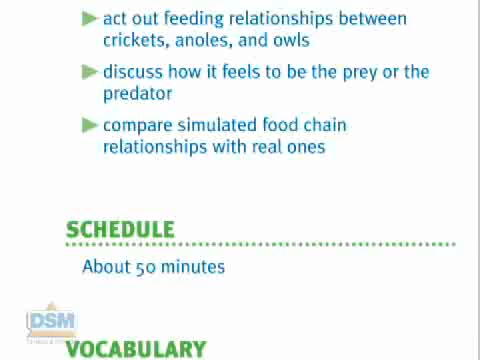 act out feeding relationships between
crickets, anoles, and owls
discuss how it feels to be the prey or the
predator
compare simulated food chain
relationships with real ones
SCHEDULE
About 50 minutes
DSM
VOCABULARY